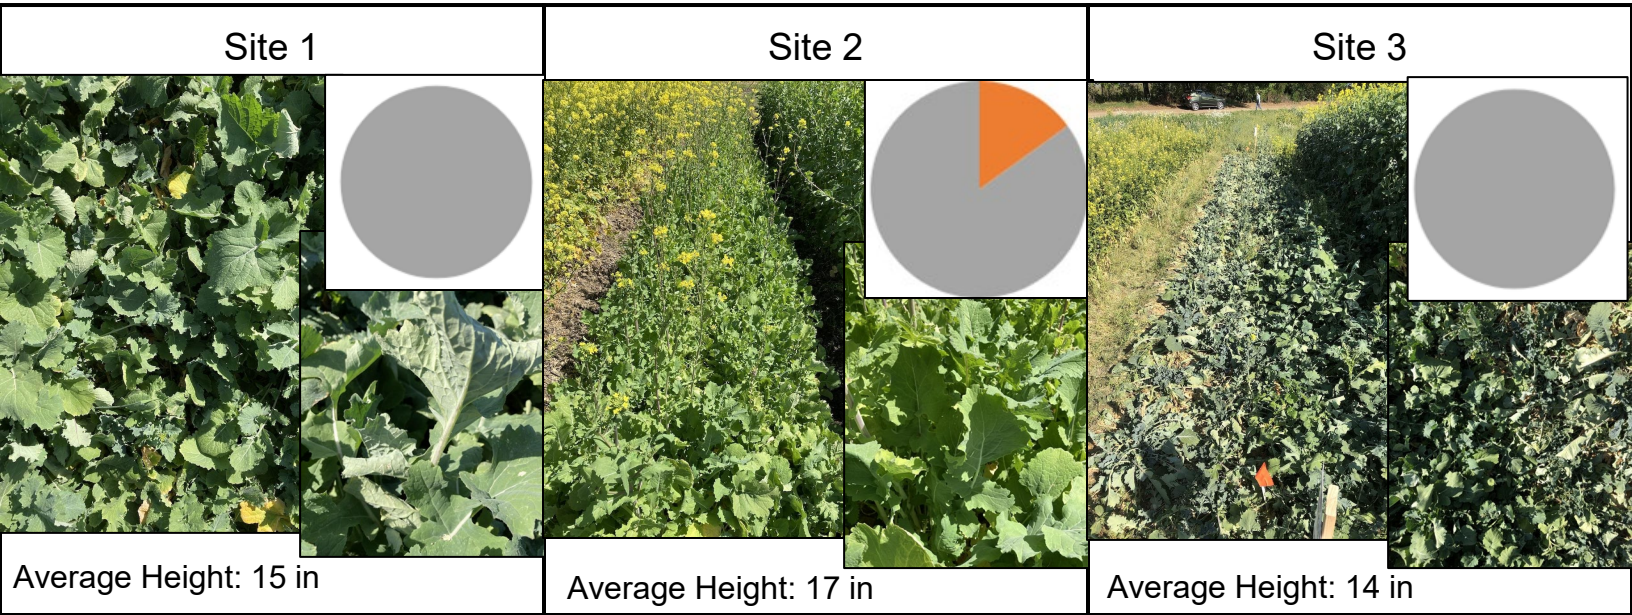 Site 1
Site 2
Site 3
Average Height: 15 in
Average Height: 17 in
Average Height: 14 in